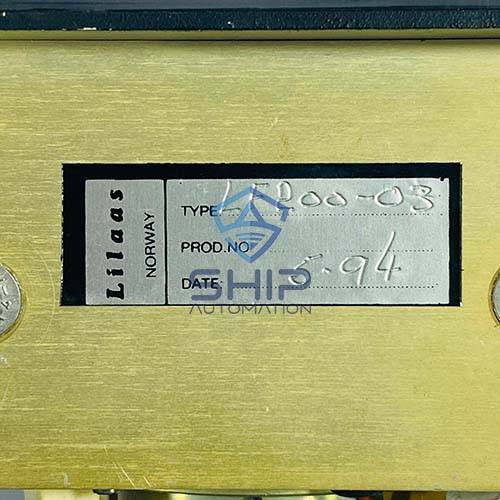 Lilaas
NORWAY
TYPE: LF200-03
PROD.NO
DATE: 5.94
SHIP
AUTOMATION